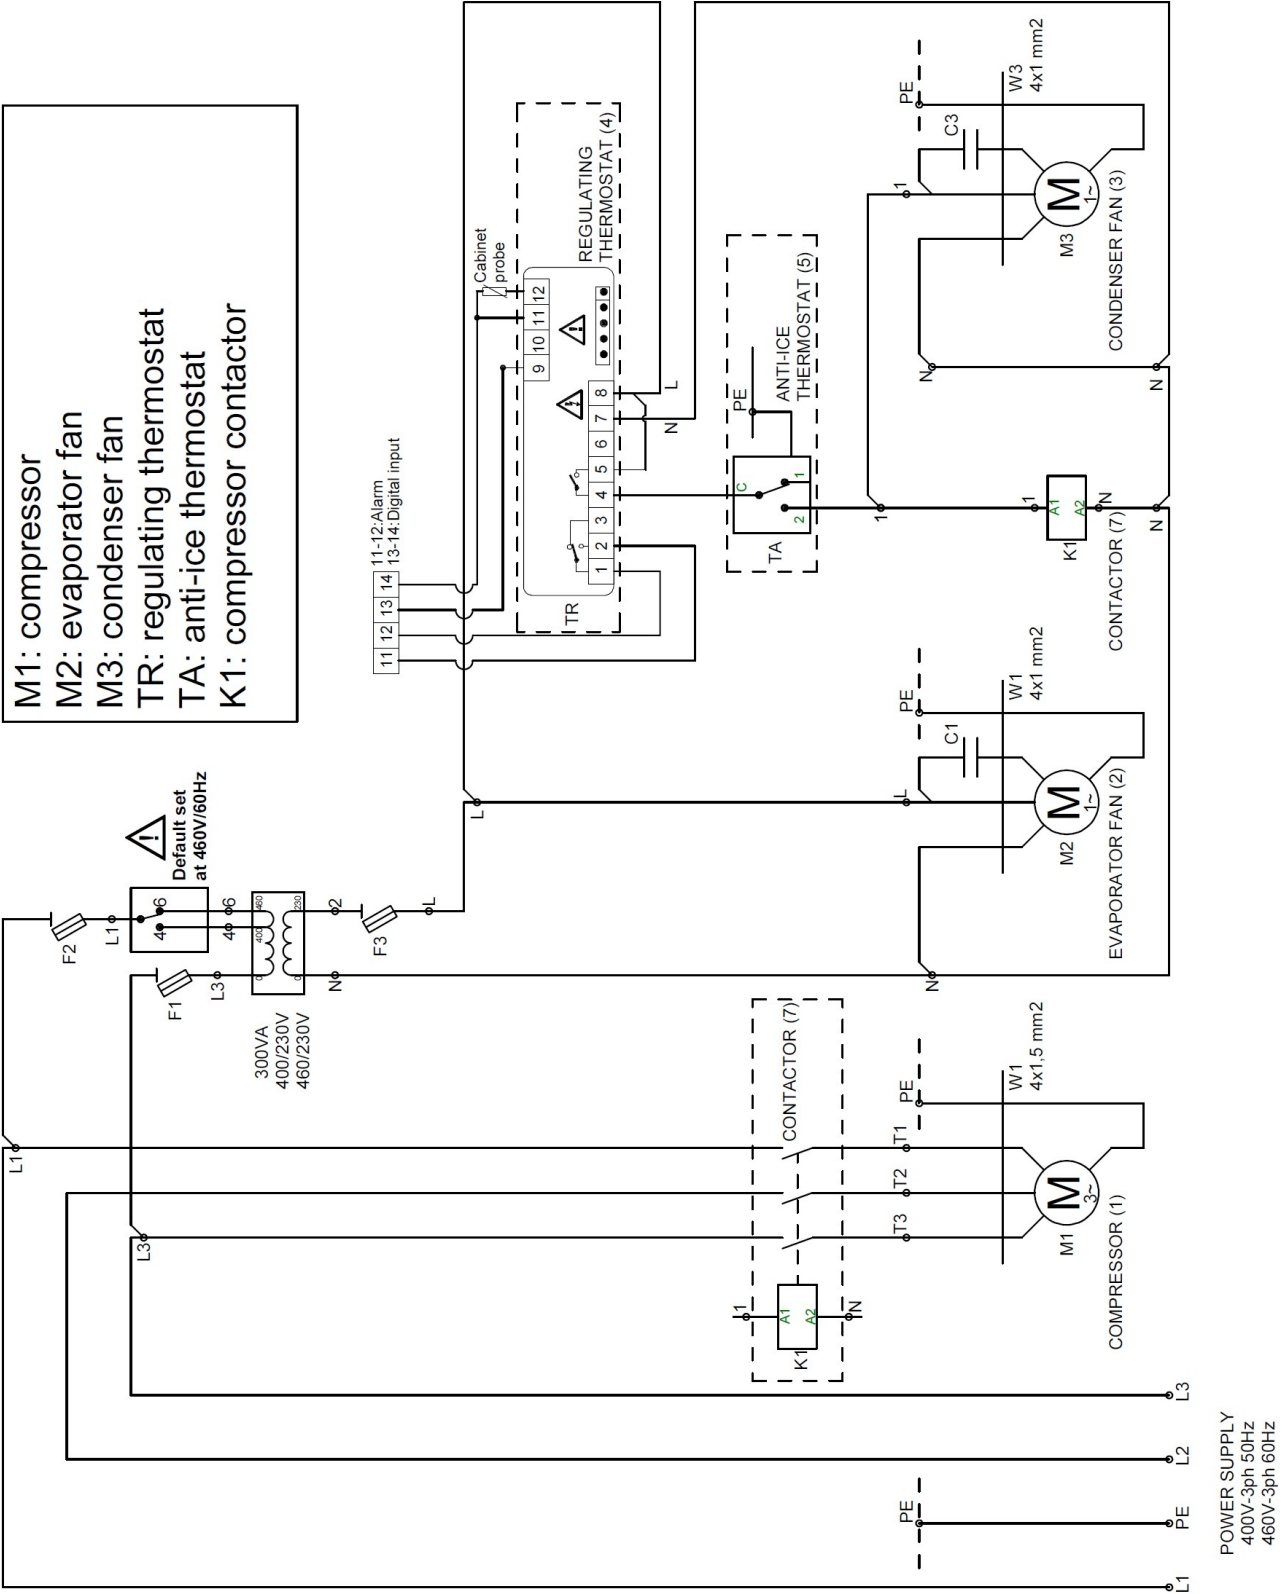 M1: compressor
M2: evaporator fan
M3: condenser fan
TR: regulating thermostat
TA: anti-ice thermostat
K1: compressor contactor
L1
L3
F2
L1
4
6
Default set
at 460V/60Hz
F1
L3
4
6
0
400
460
0
230
300VA
400/230V
460/230V
N
2
F3
L
L
11
12
13
14
11-12:Alarm
13-14:Digital input
Cabinet
probe
9
10
11
12
1
2
3
4
5
6
7
8
TR
REGULATING
THERMOSTAT (4)
N
L
TA
C
2
1
PE
ANTI-ICE
THERMOSTAT (5)
K1
A1
A2
1
N
CONTACTOR (7)
T3
T2
T1
PE
W1
4x1,5 mm2
M1
M
3~
COMPRESSOR (1)
N
L
PE
C1
W1
4x1 mm2
M2
M
1~
EVAPORATOR FAN (2)
1
1
K1
A1
A2
N
N
CONTACTOR (7)
N
1
PE
C3
W3
4x1 mm2
M3
M
1~
CONDENSER FAN (3)
N
PE
L1
PE
L2
L3
POWER SUPPLY
400V-3ph 50Hz
460V-3ph 60Hz